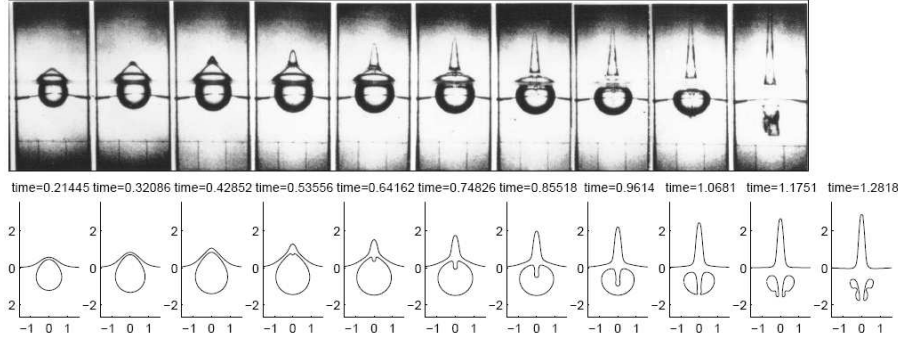 time=0.21445 time=0.32086 time=0.42852 time=0.53556 time=0.64162 time=0.74826 time=0.85518 time=0.9614 time=1.0681 time=1.1751 time=1.2818
2 2 2 2 2 2 2 2 2 2 2
0 0 0 0 0 0 0 0 0 0 0
−2 −2 −2 −2 −2 −2 −2 −2 −2 −2 −2
−1 0 1 −1 0 1 −1 0 1 −1 0 1 −1 0 1 −1 0 1 −1 0 1 −1 0 1 −1 0 1 −1 0 1 −1 0 1